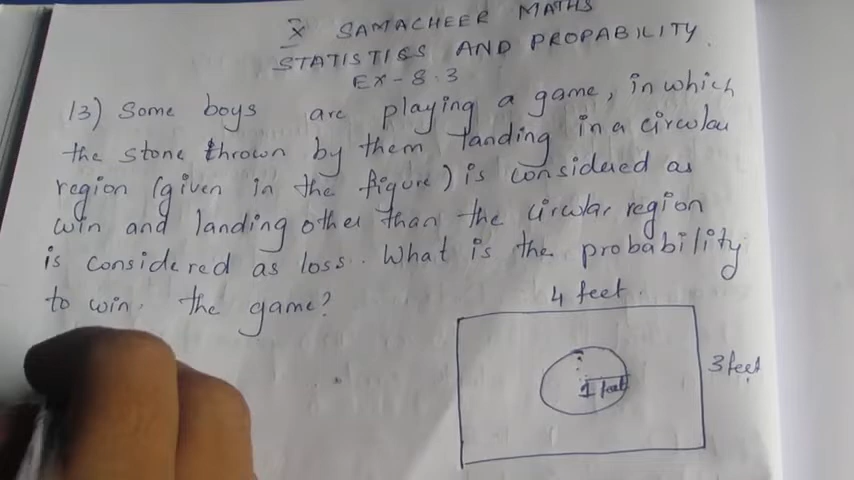 X SAMACHEER MATHS
STATISTICS AND PROPABILITY.
EX-8.3
13) Some boys are playing a game, in which
the stone thrown by them landing in a circular
region (given in the figure) is considered as
win and landing other than the circular region
is considered as loss. What is the probability
to win. the game?
4 feet.
3 feet
1 feet